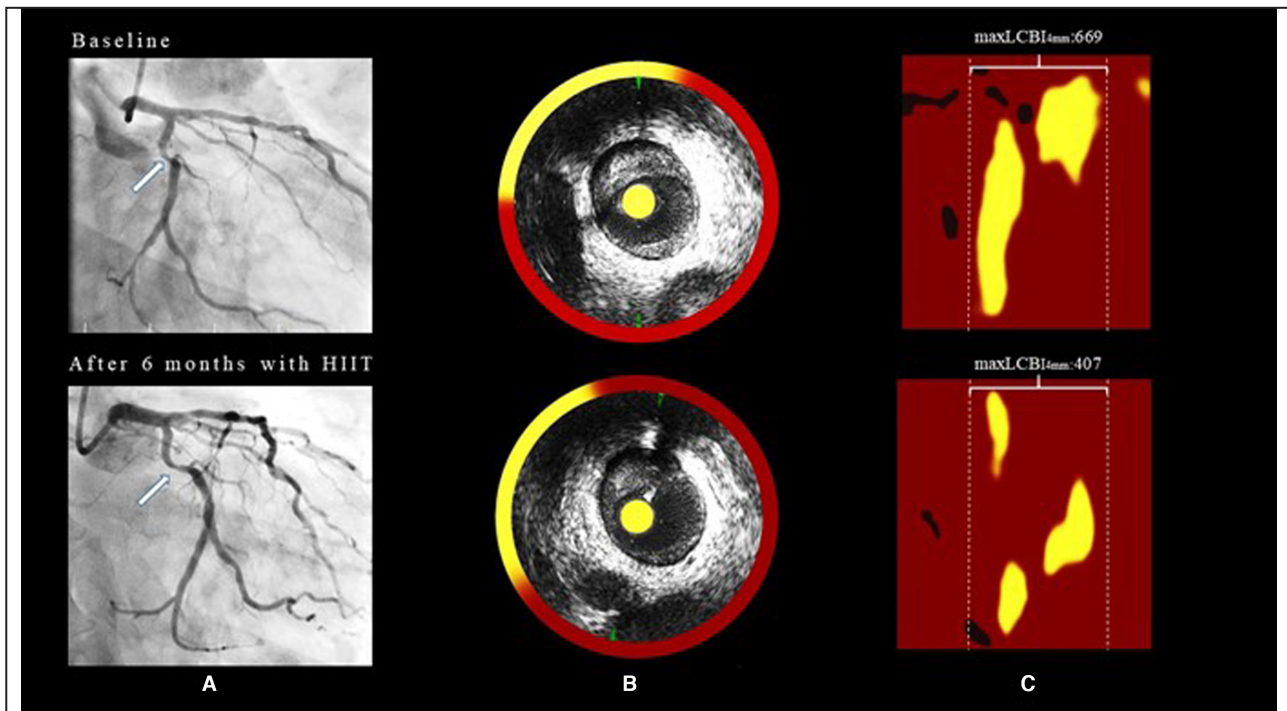 Baseline
maxLCBI4mm:669
After 6 months with HIIT
maxLCBI4mm:407
A
B
C